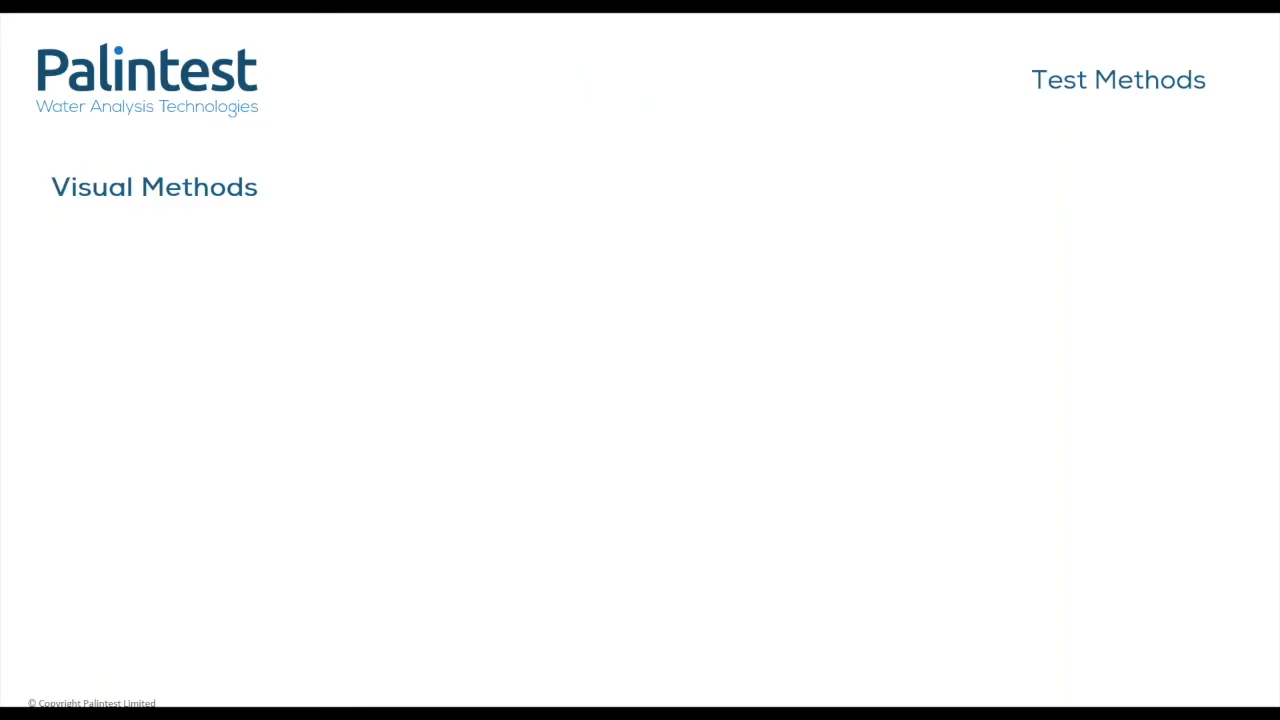 Palintest
Water Analysis Technologies
Test Methods
Visual Methods
© Copyright Palintest Limited